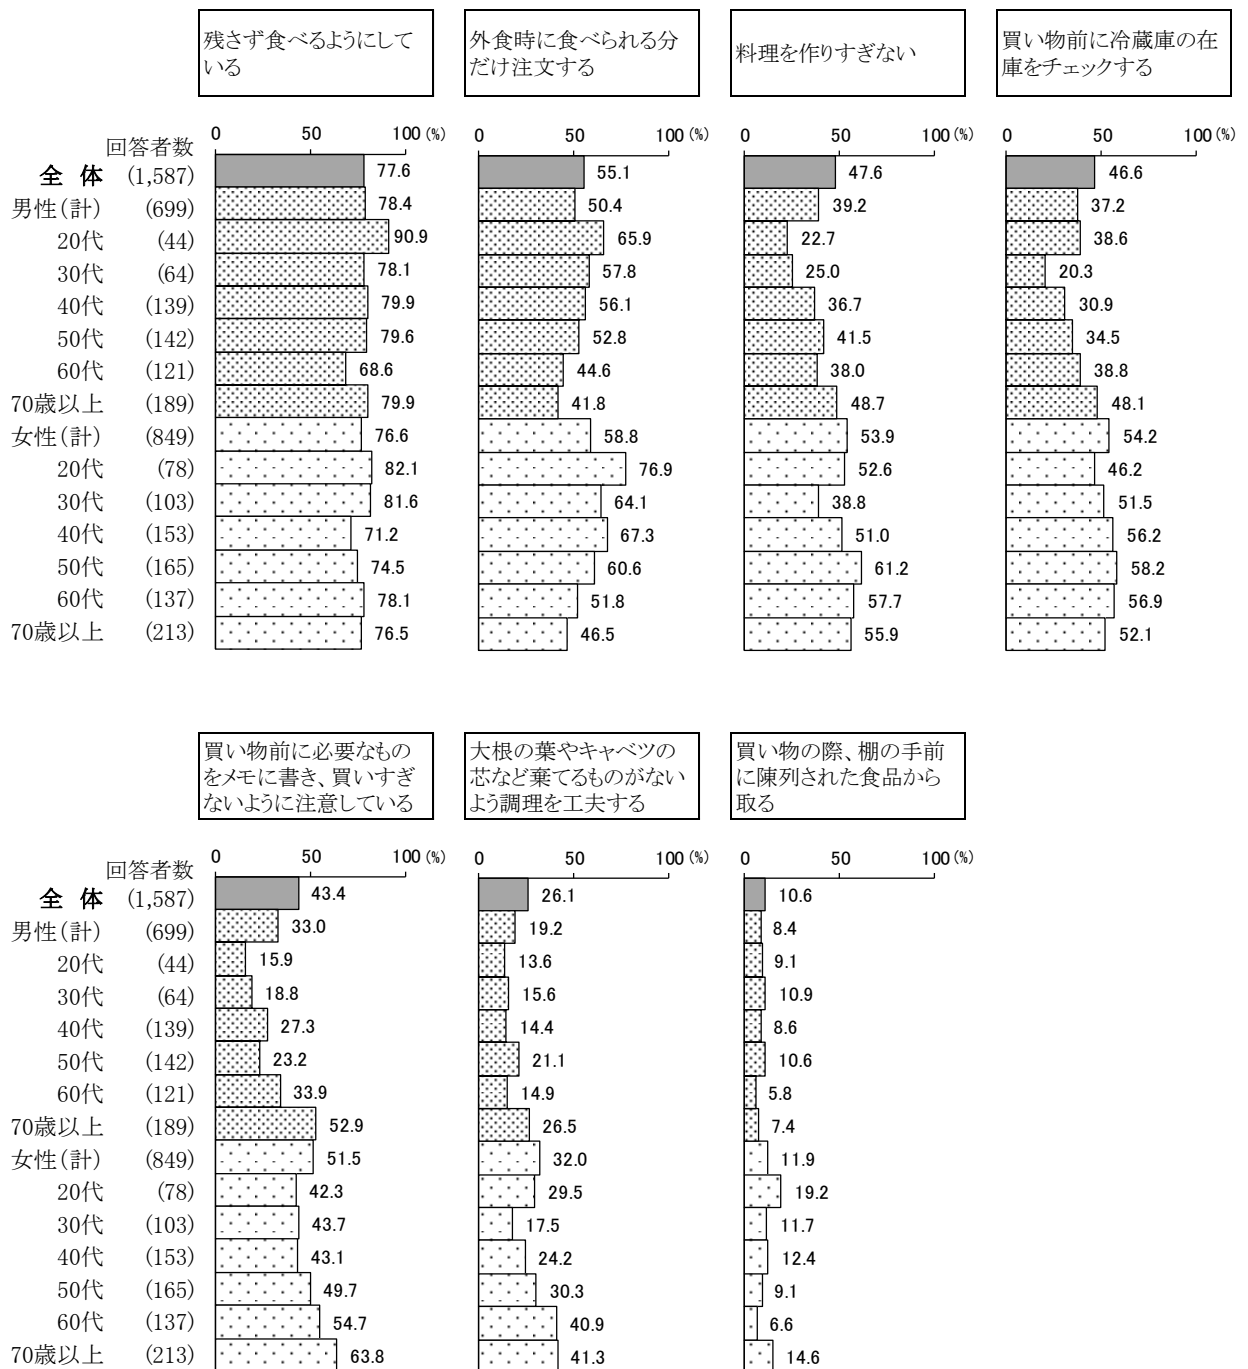 残さず食べるようにして
いる
外食時に食べられる分
だけ注文する
料理を作りすぎない
買い物前に冷蔵庫の在
庫をチェックする
0 50 100 (%) 0 50 100 (%) 0 50 100 (%) 0 50 100 (%)
回答者数
全 体 (1,587) 77.6 55.1 47.6 46.6
男性(計) (699) 78.4 50.4 39.2 37.2
20代 (44) 90.9 65.9 22.7 38.6
30代 (64) 78.1 57.8 25.0 20.3
40代 (139) 79.9 56.1 36.7 30.9
50代 (142) 79.6 52.8 41.5 34.5
60代 (121) 68.6 44.6 38.0 38.8
70歳以上 (189) 79.9 41.8 48.7 48.1
女性(計) (849) 76.6 58.8 53.9 54.2
20代 (78) 82.1 76.9 52.6 46.2
30代 (103) 81.6 64.1 38.8 51.5
40代 (153) 71.2 67.3 51.0 56.2
50代 (165) 74.5 60.6 61.2 58.2
60代 (137) 78.1 51.8 57.7 56.9
70歳以上 (213) 76.5 46.5 55.9 52.1
買い物前に必要なもの
をメモに書き、買いすぎ
ないように注意している
大根の葉やキャベツの
芯など棄てるものがない
よう調理を工夫する
買い物の際、棚の手前
に陳列された食品から
取る
0 50 100 (%) 0 50 100 (%) 0 50 100 (%)
回答者数
全 体 (1,587) 43.4 26.1 10.6
男性(計) (699) 33.0 19.2 8.4
20代 (44) 15.9 13.6 9.1
30代 (64) 18.8 15.6 10.9
40代 (139) 27.3 14.4 8.6
50代 (142) 23.2 21.1 10.6
60代 (121) 33.9 14.9 5.8
70歳以上 (189) 52.9 26.5 7.4
女性(計) (849) 51.5 32.0 11.9
20代 (78) 42.3 29.5 19.2
30代 (103) 43.7 17.5 11.7
40代 (153) 43.1 24.2 12.4
50代 (165) 49.7 30.3 9.1
60代 (137) 54.7 40.9 6.6
70歳以上 (213) 63.8 41.3 14.6